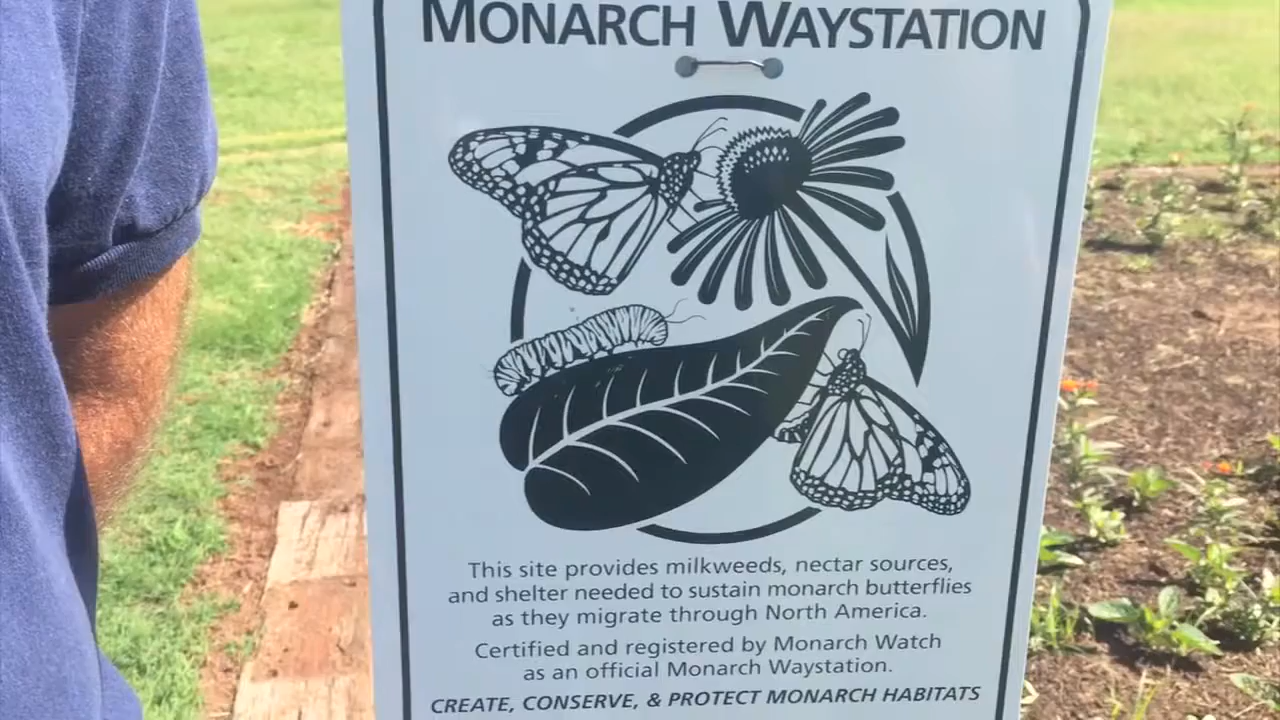 MONARCH WAYSTATION
This site provides milkweeds, nectar sources,
and shelter needed to sustain monarch butterflies
as they migrate through North America.
Certified and registered by Monarch Watch
as an official Monarch Waystation.
CREATE, CONSERVE, & PROTECT MONARCH HABITATS